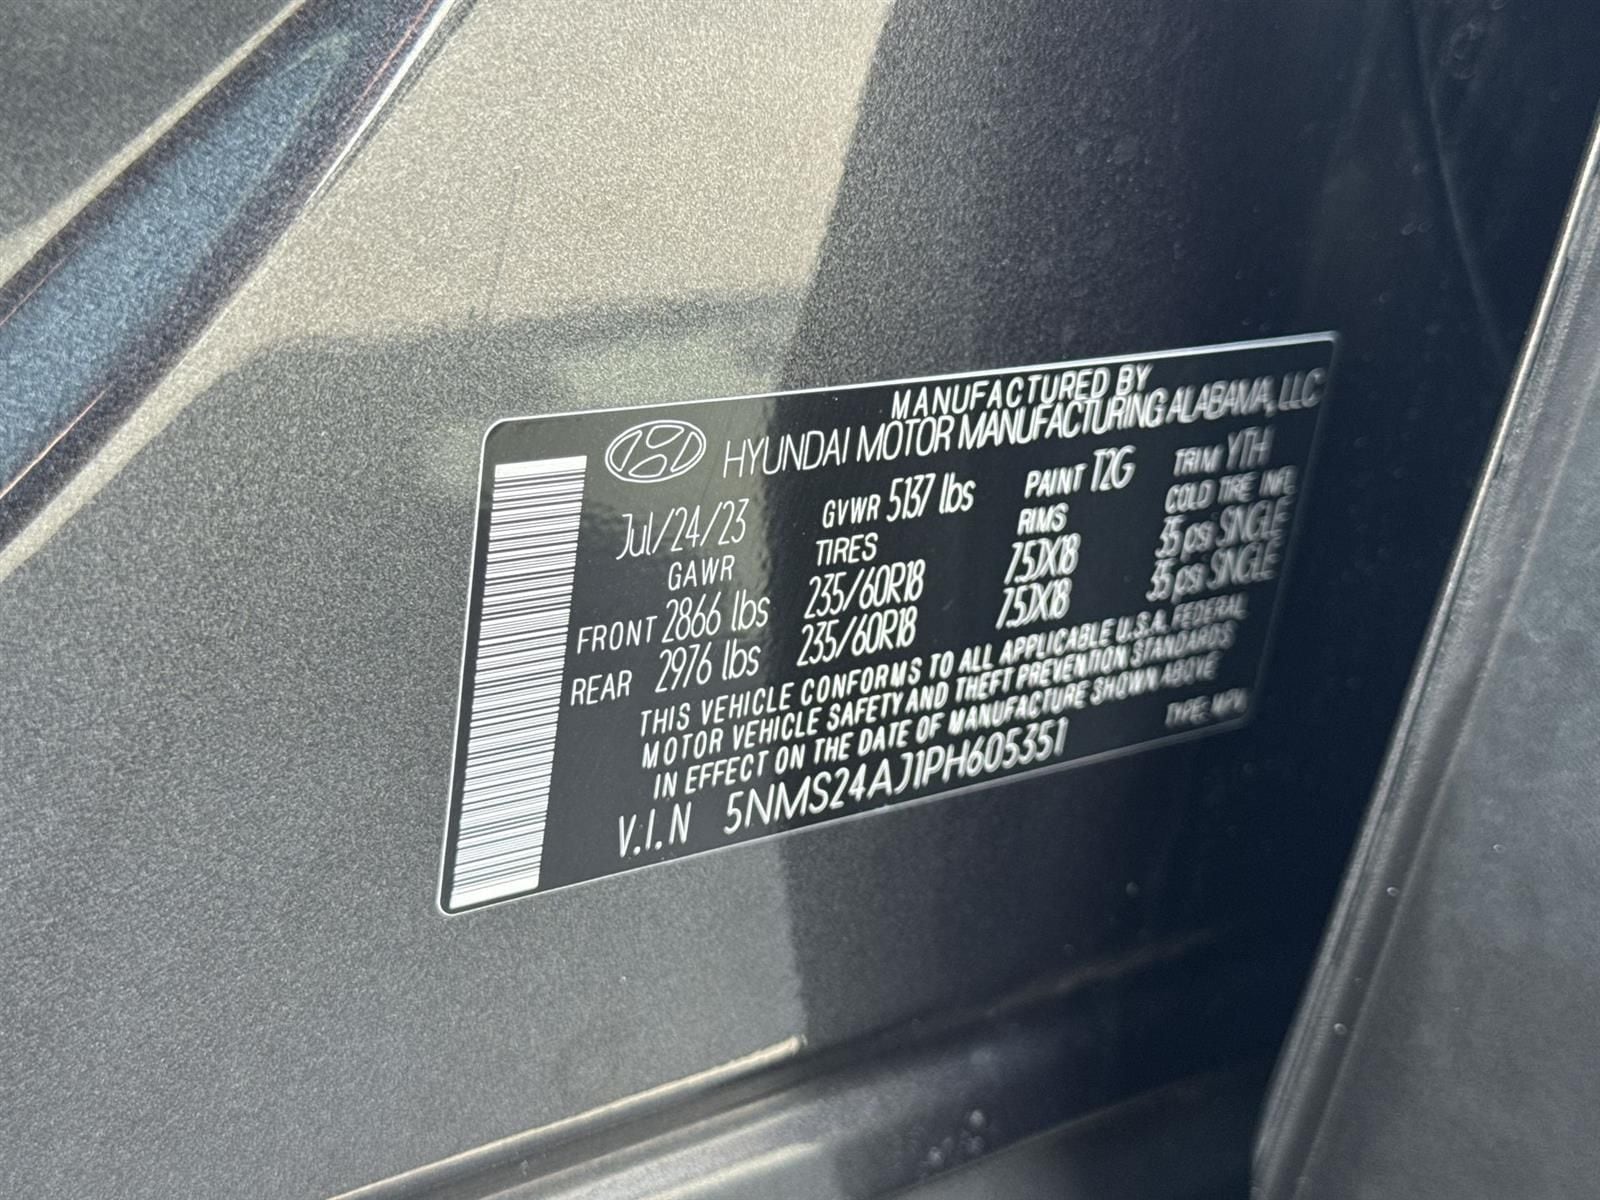 MANUFACTURED BY
HYUNDAI MOTOR MANUFACTURING ALABAMA, LLC
Jul/24/23 GVWR 5137 lbs PAINT T2G TRIM YTH
GAWR TIRES RIMS COLD TIRE INFL
FRONT 2866 lbs 235/60R18 7.5JX18 35 psi SINGLE
REAR 2976 lbs 235/60R18 7.5JX18 35 psi SINGLE
THIS VEHICLE CONFORMS TO ALL APPLICABLE U.S.A. FEDERAL
MOTOR VEHICLE SAFETY AND THEFT PREVENTION STANDARDS
IN EFFECT ON THE DATE OF MANUFACTURE SHOWN ABOVE
V.I.N 5NMS24AJ1PH605351 TYPE: MPV